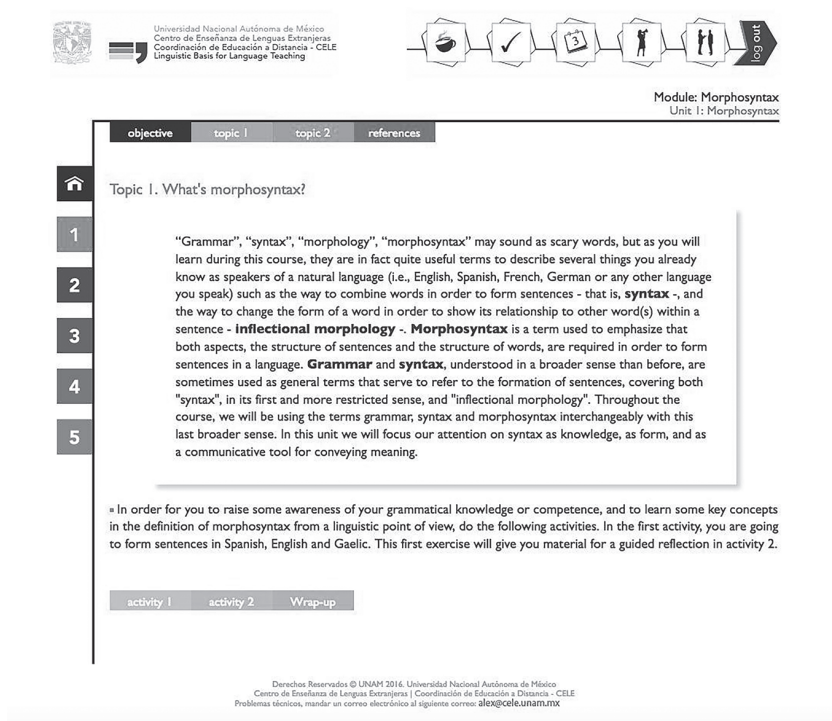 Universidad Nacional Autónoma de México
Centro de Enseñanza de Lenguas Extranjeras
Coordinación de Educación a Distancia - CELE
Linguistic Basis for Language Teaching
3
log out
Module: Morphosyntax
Unit 1: Morphosyntax
objective topic 1 topic 2 references
Topic 1. What's morphosyntax?
1
2
3
4
5
“Grammar”, “syntax”, “morphology”, “morphosyntax” may sound as scary words, but as you will
learn during this course, they are in fact quite useful terms to describe several things you already
know as speakers of a natural language (i.e., English, Spanish, French, German or any other language
you speak) such as the way to combine words in order to form sentences - that is, syntax -, and
the way to change the form of a word in order to show its relationship to other word(s) within a
sentence - inflectional morphology -. Morphosyntax is a term used to emphasize that
both aspects, the structure of sentences and the structure of words, are required in order to form
sentences in a language. Grammar and syntax, understood in a broader sense than before, are
sometimes used as general terms that serve to refer to the formation of sentences, covering both
"syntax", in its first and more restricted sense, and "inflectional morphology". Throughout the
course, we will be using the terms grammar, syntax and morphosyntax interchangeably with this
last broader sense. In this unit we will focus our attention on syntax as knowledge, as form, and as
a communicative tool for conveying meaning.
In order for you to raise some awareness of your grammatical knowledge or competence, and to learn some key concepts
in the definition of morphosyntax from a linguistic point of view, do the following activities. In the first activity, you are going
to form sentences in Spanish, English and Gaelic. This first exercise will give you material for a guided reflection in activity 2.
activity 1 activity 2 Wrap-up
Derechos Reservados © UNAM 2016. Universidad Nacional Autónoma de México
Centro de Enseñanza de Lenguas Extranjeras | Coordinación de Educación a Distancia - CELE
Problemas técnicos, mandar un correo electrónico al siguiente correo: alex@cele.unam.mx